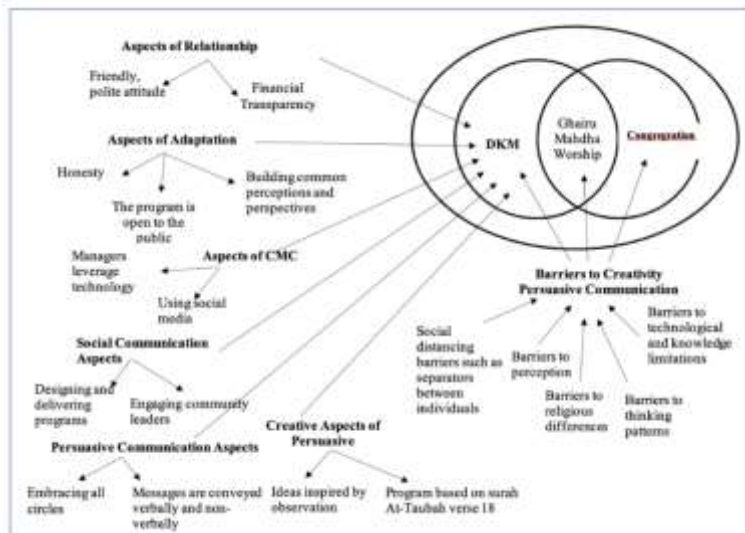 Aspects of Relationship
Friendly,
polite attitude
Financial
Transparency
Aspects of Adaptation
Honesty
The program is
open to the
public
Building common
perceptions and
perspectives
Aspects of CMC
Managers
leverage
technology
Using social
media
Social Communication
Aspects
Designing and
delivering
programs
Engaging community
leaders
Persuasive Communication Aspects
Embracing all
circles
Messages are conveyed
verbally and non-
verbally
Creative Aspects of
Persuasive
Ideas inspired by
observation
Program based on surah
At-Taubah verse 18
DKM
Ghairu
Mahdha
Worship
Congregation
Barriers to Creativity
Persuasive Communication
Social
distancing
barriers such as
separators
between
individuals
Barriers to
perception
Barriers to
religious
differences
Barriers to
thinking
patterns
Barriers to
technological
and knowledge
limitations